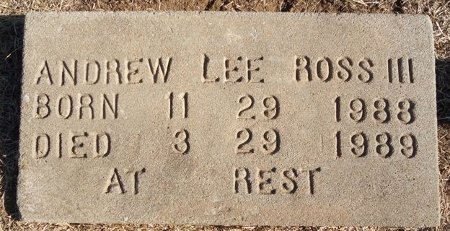 ANDREW LEE ROSS III
BORN 11 29 1988
DIED 3 29 1989
AT REST